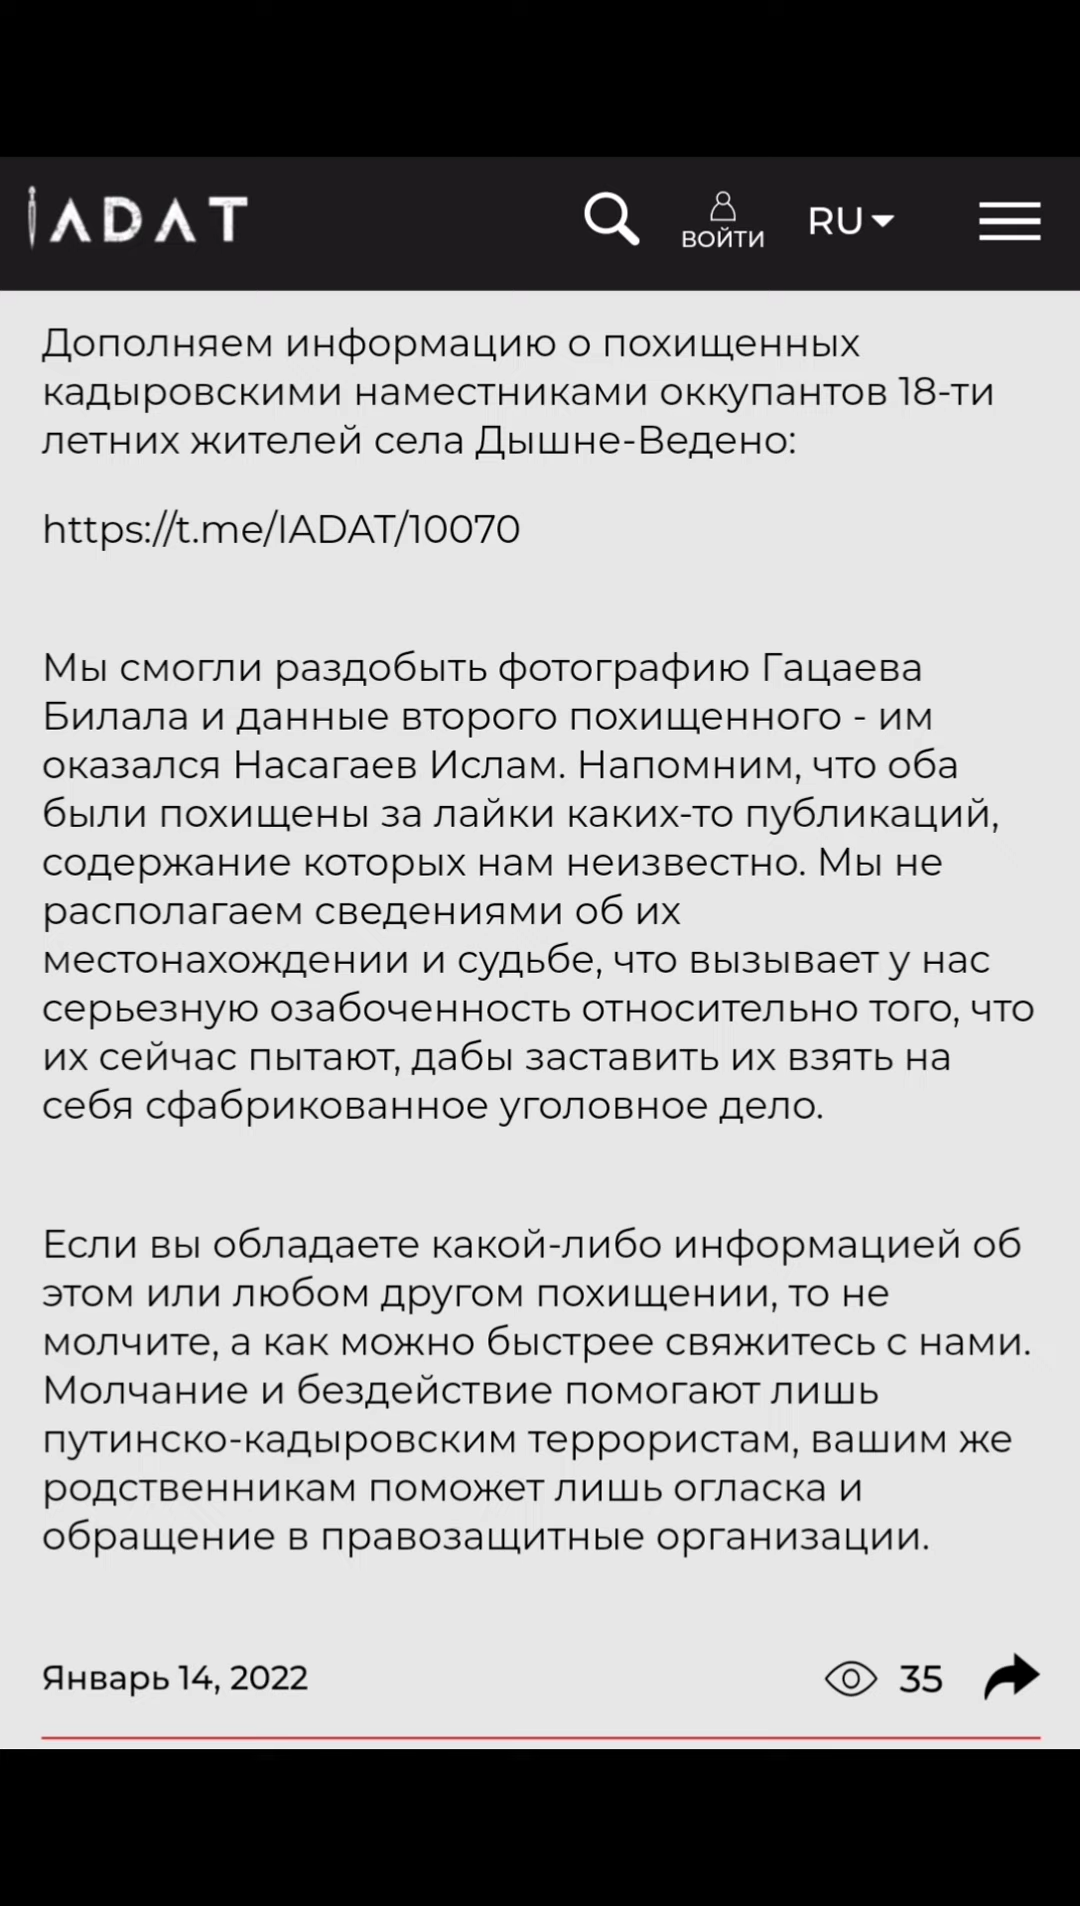 ADAT
ВОЙТИ
RU
Дополняем информацию о похищенных
кадыровскими наместниками оккупантов 18-ти
летних жителей села Дышне-Ведено:
https://t.me/IADAT/10070
Мы смогли раздобыть фотографию Гацаева
Билала и данные второго похищенного - им
оказался Насагаев Ислам. Напомним, что оба
были похищены за лайки каких-то публикаций,
содержание которых нам неизвестно. Мы не
располагаем сведениями об их
местонахождении и судьбе, что вызывает у нас
серьезную озабоченность относительно того, что
их сейчас пытают, дабы заставить их взять на
себя сфабрикованное уголовное дело.
Если вы обладаете какой-либо информацией об
этом или любом другом похищении, то не
молчите, а как можно быстрее свяжитесь с нами.
Молчание и бездействие помогают лишь
путинско-кадыровским террористам, вашим же
родственникам поможет лишь огласка и
обращение в правозащитные организации.
Январь 14, 2022
35